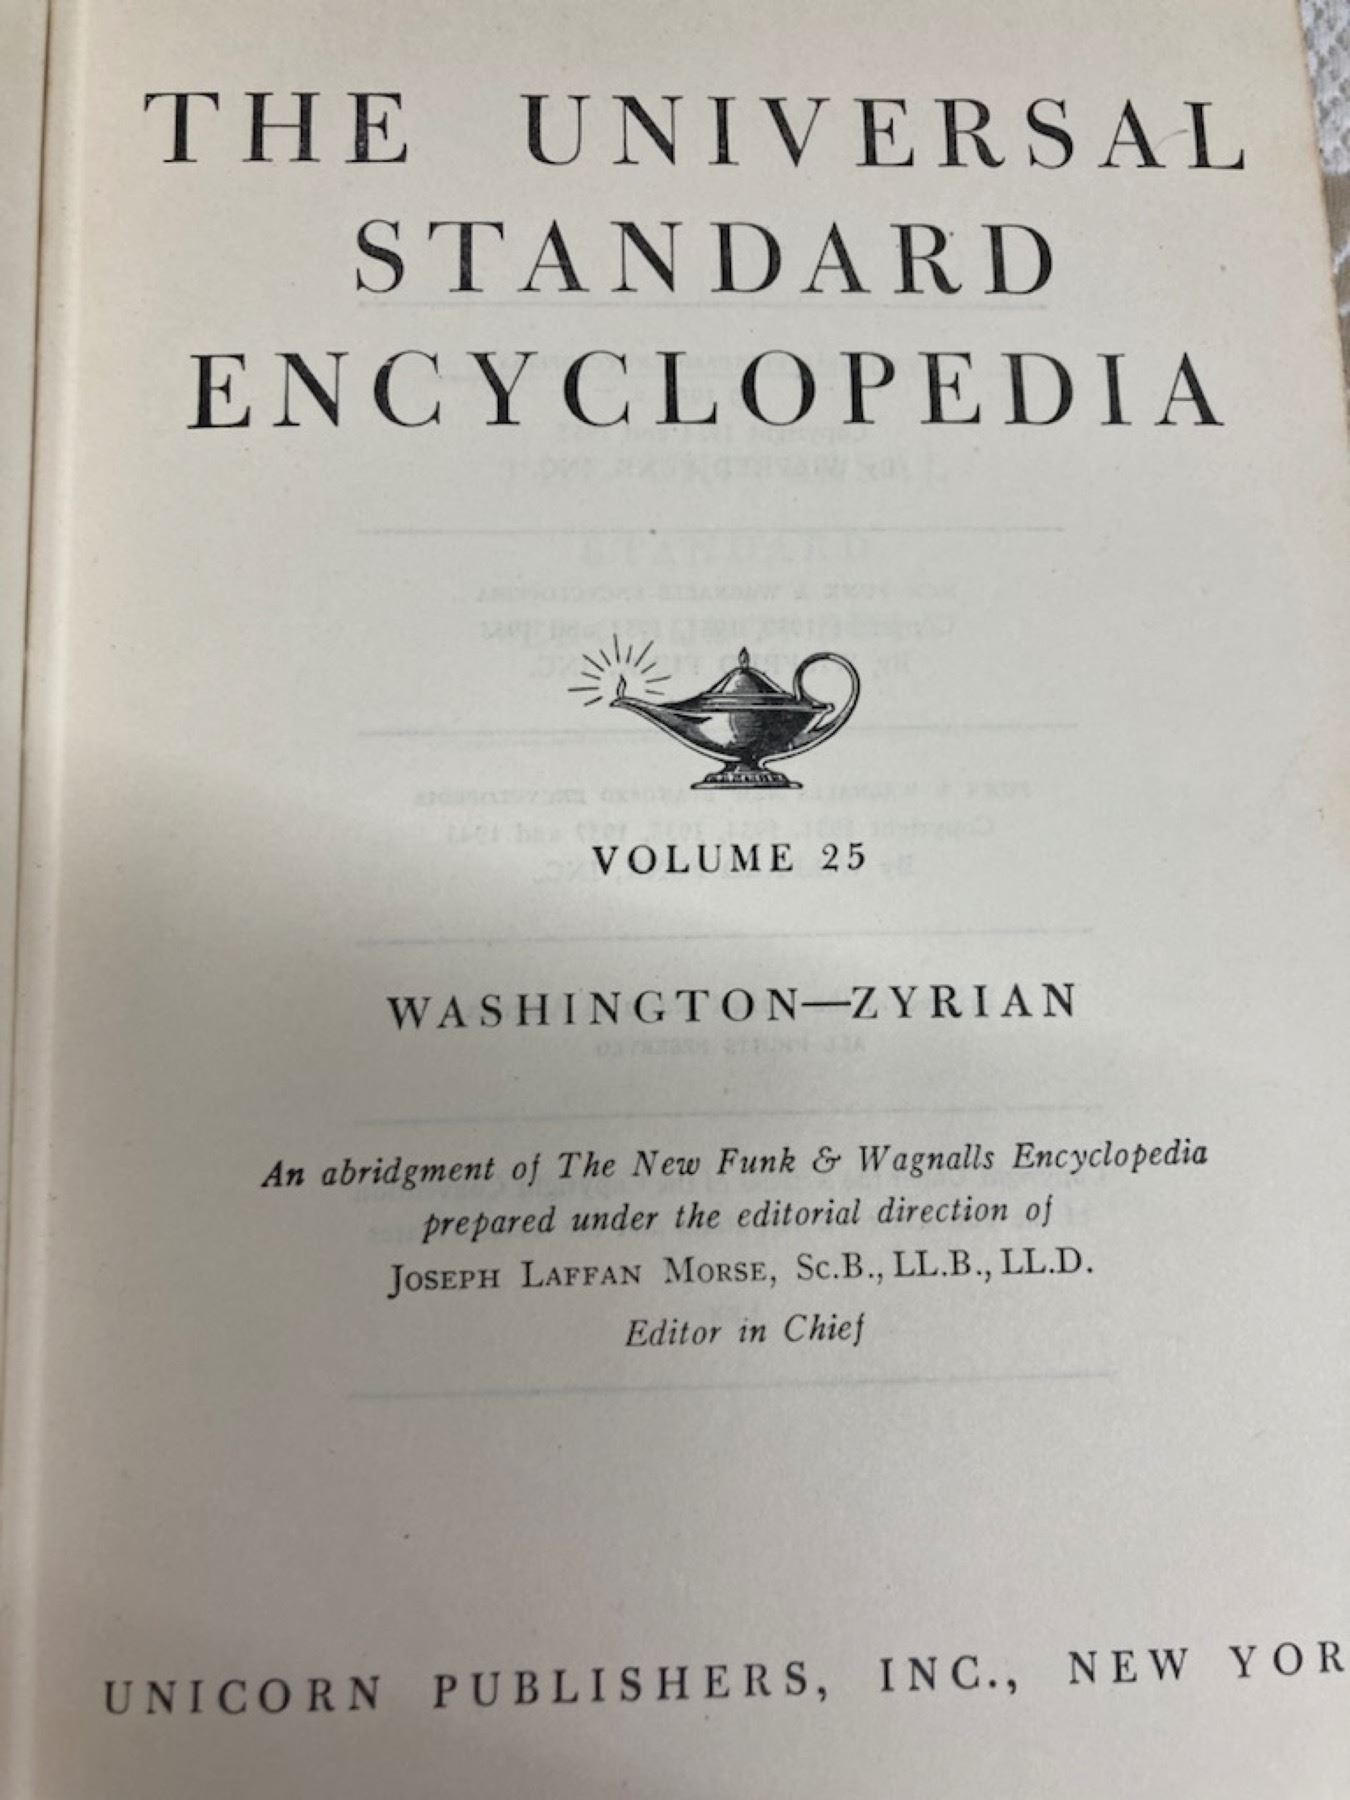 THE UNIVERSAL
STANDARD
ENCYCLOPEDIA
VOLUME 25
WASHINGTON—ZYRIAN
An abridgment of The New Funk & Wagnalls Encyclopedia
prepared under the editorial direction of
JOSEPH LAFFAN MORSE, Sc.B., LL.B., LL.D.
Editor in Chief
UNICORN PUBLISHERS, INC., NEW YOR